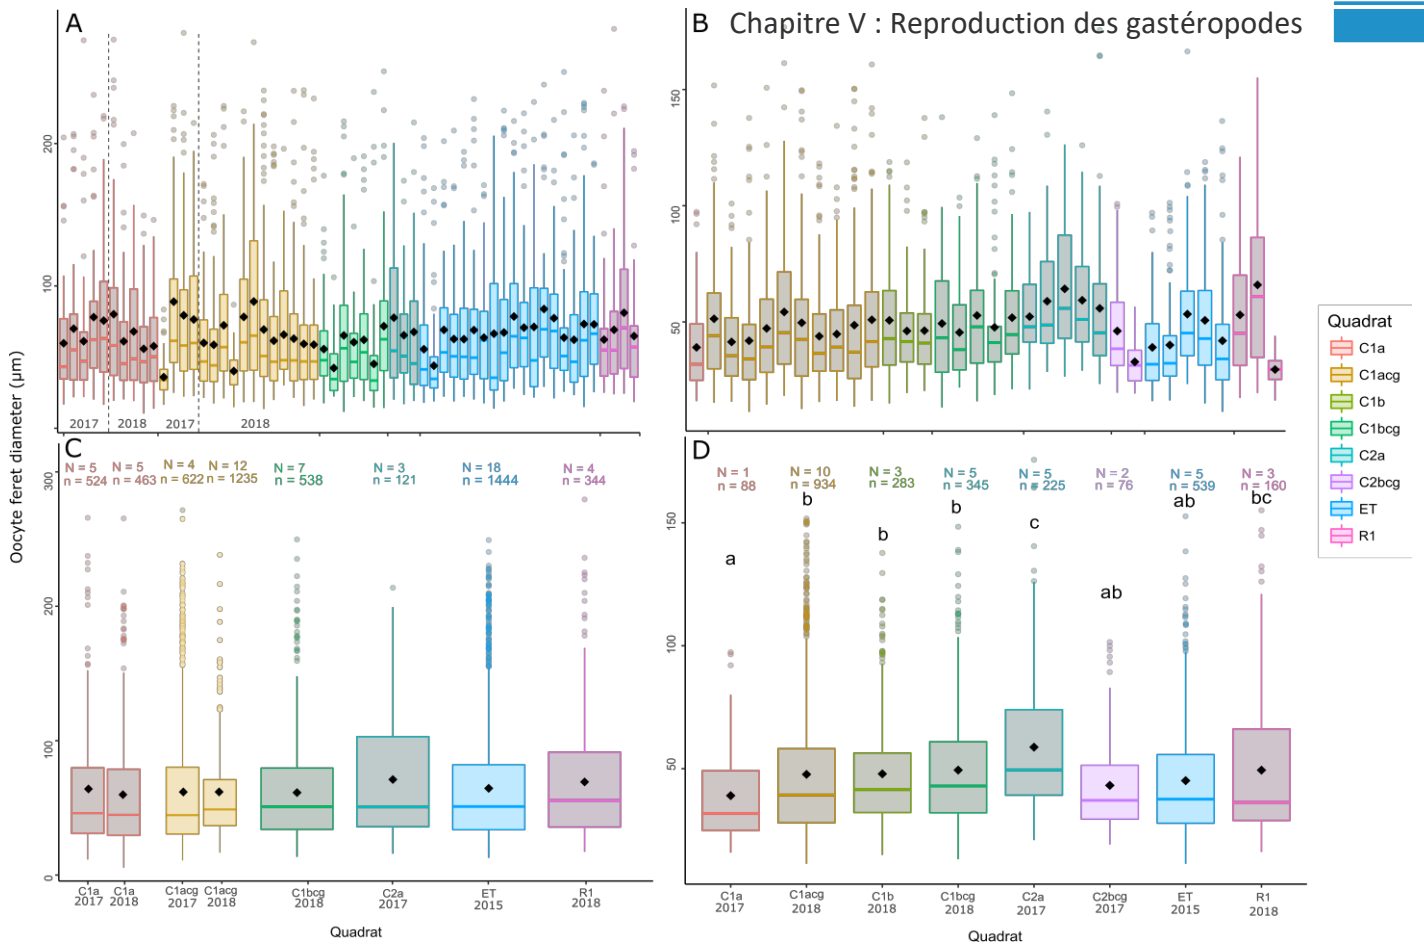 A
B Chapitre V : Reproduction des gastéropodes
200
100
2017 2018 2017 2018
150
100
50
Oocyte feret diameter (µm)
Quadrat
C1a
C1acg
C1b
C1bcg
C2a
C2bcg
ET
R1
C
N = 5
n = 524
N = 5
n = 463
N = 4
n = 622
N = 12
n = 1235
N = 7
n = 538
N = 3
n = 121
N = 18
n = 1444
N = 4
n = 344
300
200
100
0
C1a
2017
C1a
2018
C1acg
2017
C1acg
2018
C1bcg
2018
C2a
2017
ET
2015
R1
2018
Quadrat
D
N = 1
n = 88
N = 10
n = 934
N = 3
n = 283
N = 5
n = 345
N = 5
n = 225
N = 2
n = 76
N = 5
n = 539
N = 3
n = 160
a
b
b
b
c
ab
ab
bc
150
100
50
C1a
2017
C1acg
2018
C1b
2018
C1bcg
2018
C2a
2017
C2bcg
2017
ET
2015
R1
2018
Quadrat